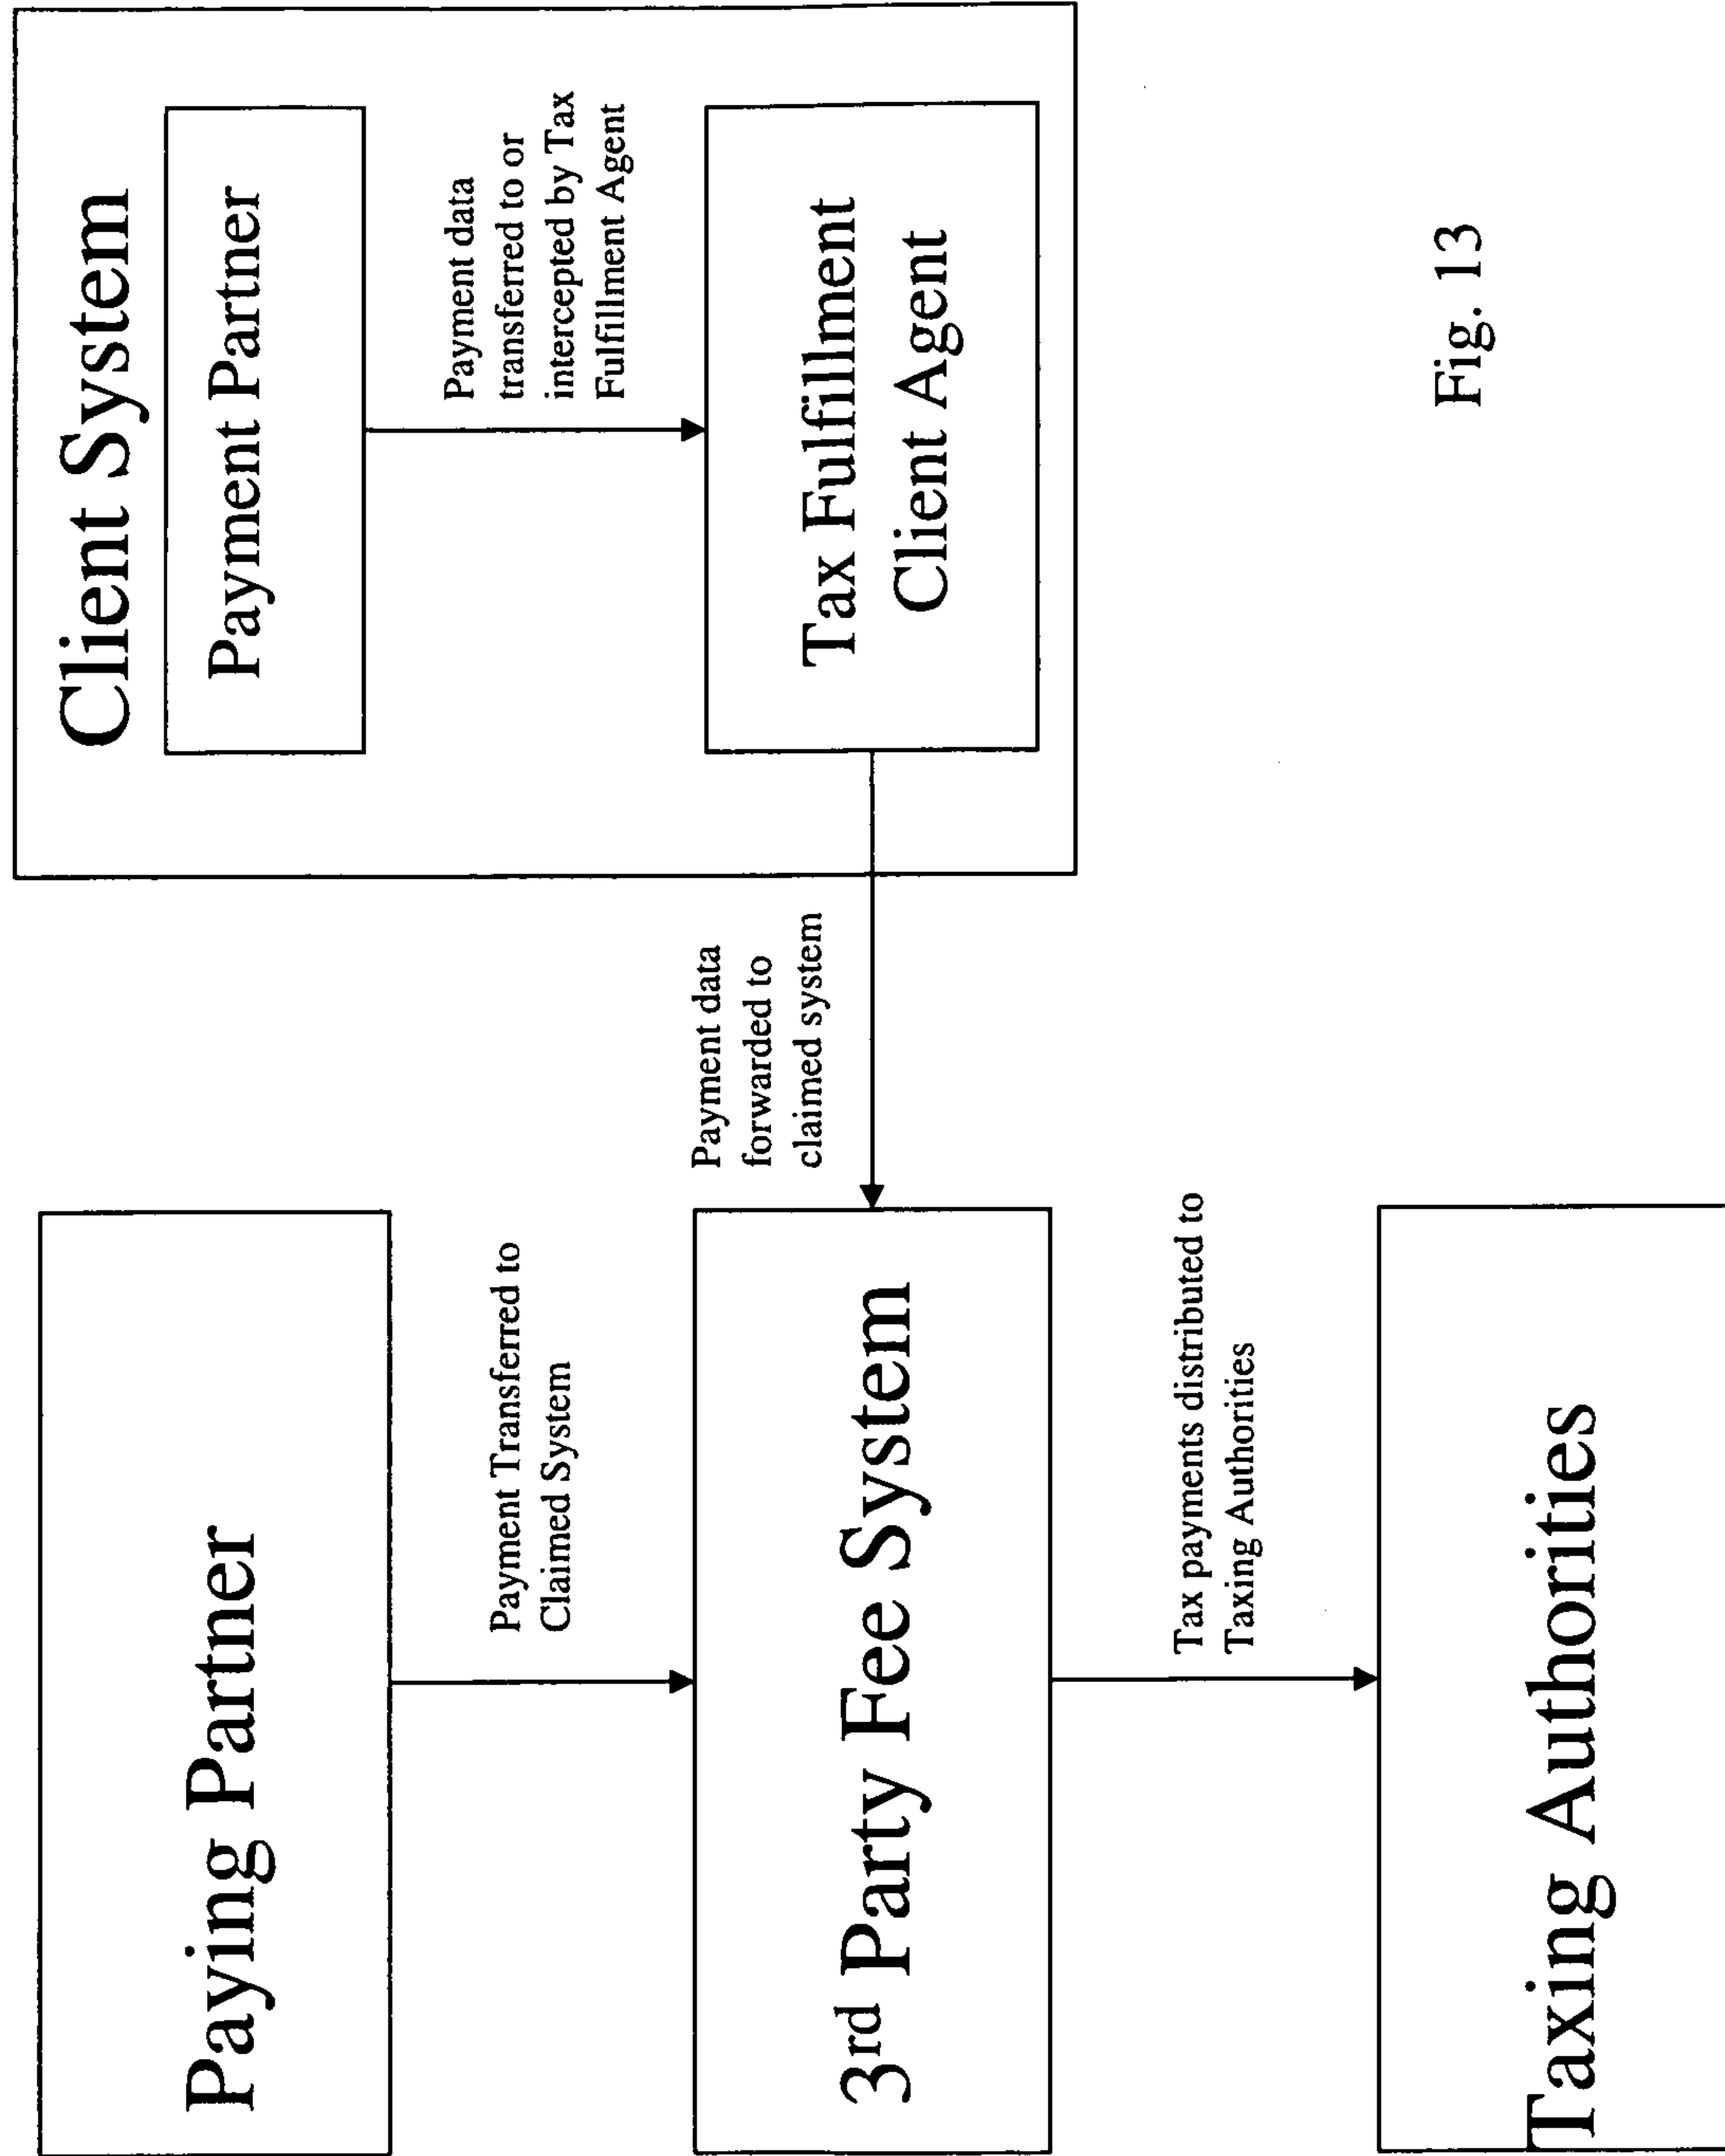 Paying Partner
Payment Transferred to
Claimed System
3rd Party Fee System
Tax payments distributed to
Taxing Authorities
Taxing Authorities
Payment data
forwarded to
claimed system
Client System
Payment Partner
Payment data
transferred to or
intercepted by Tax
Fulfillment Agent
Tax Fulfillment
Client Agent
Fig. 13